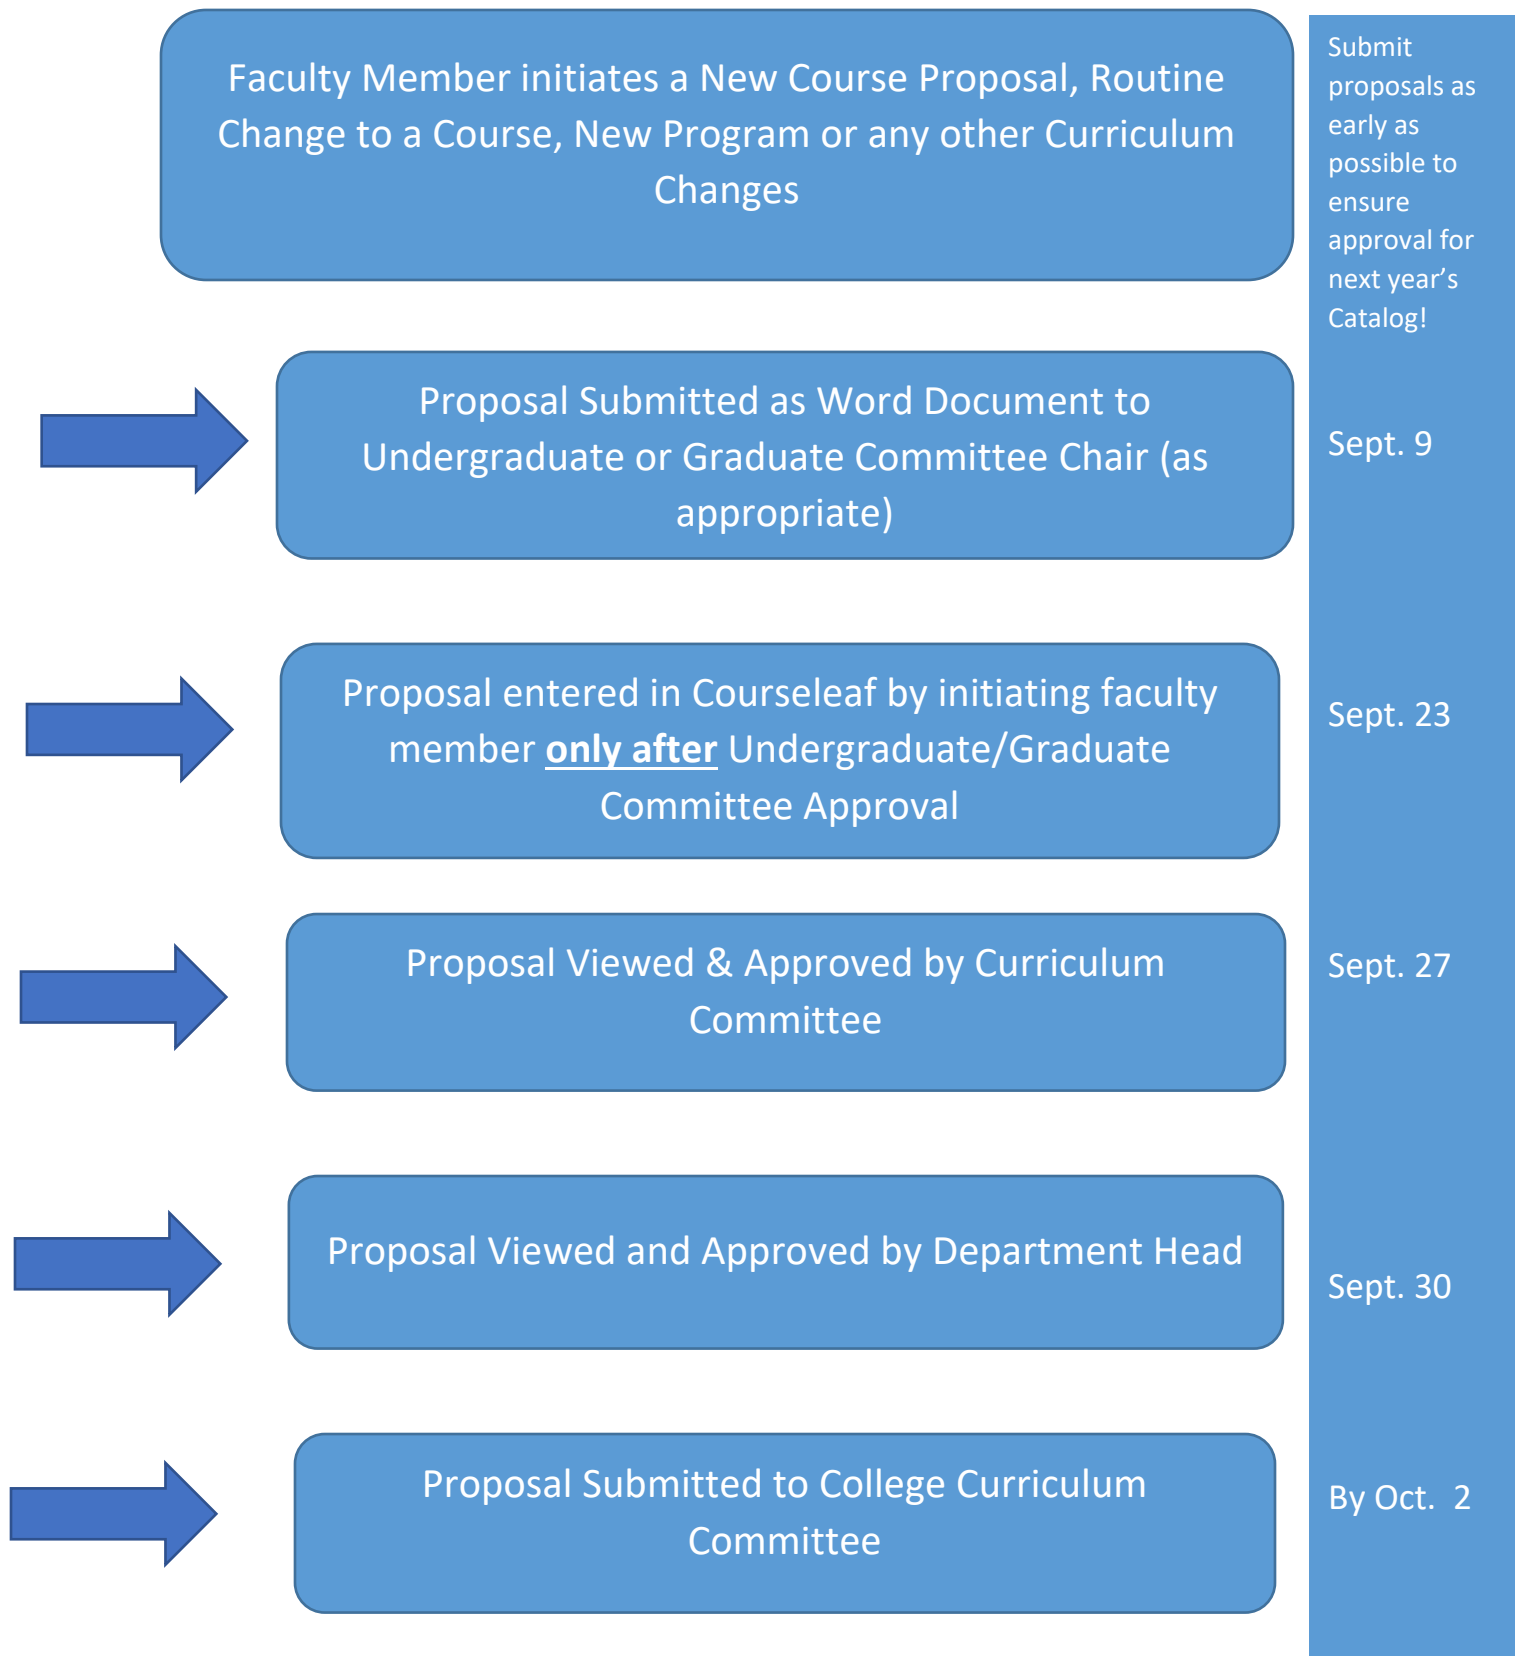 Faculty Member initiates a New Course Proposal, Routine
Change to a Course, New Program or any other Curriculum
Changes
Submit
proposals as
early as
possible to
ensure
approval for
next year’s
Catalog!
Proposal Submitted as Word Document to
Undergraduate or Graduate Committee Chair (as
appropriate)
Sept. 9
Proposal entered in Courseleaf by initiating faculty
member only after Undergraduate/Graduate
Committee Approval
Sept. 23
Proposal Viewed & Approved by Curriculum
Committee
Sept. 27
Proposal Viewed and Approved by Department Head
Sept. 30
Proposal Submitted to College Curriculum
Committee
By Oct.  2